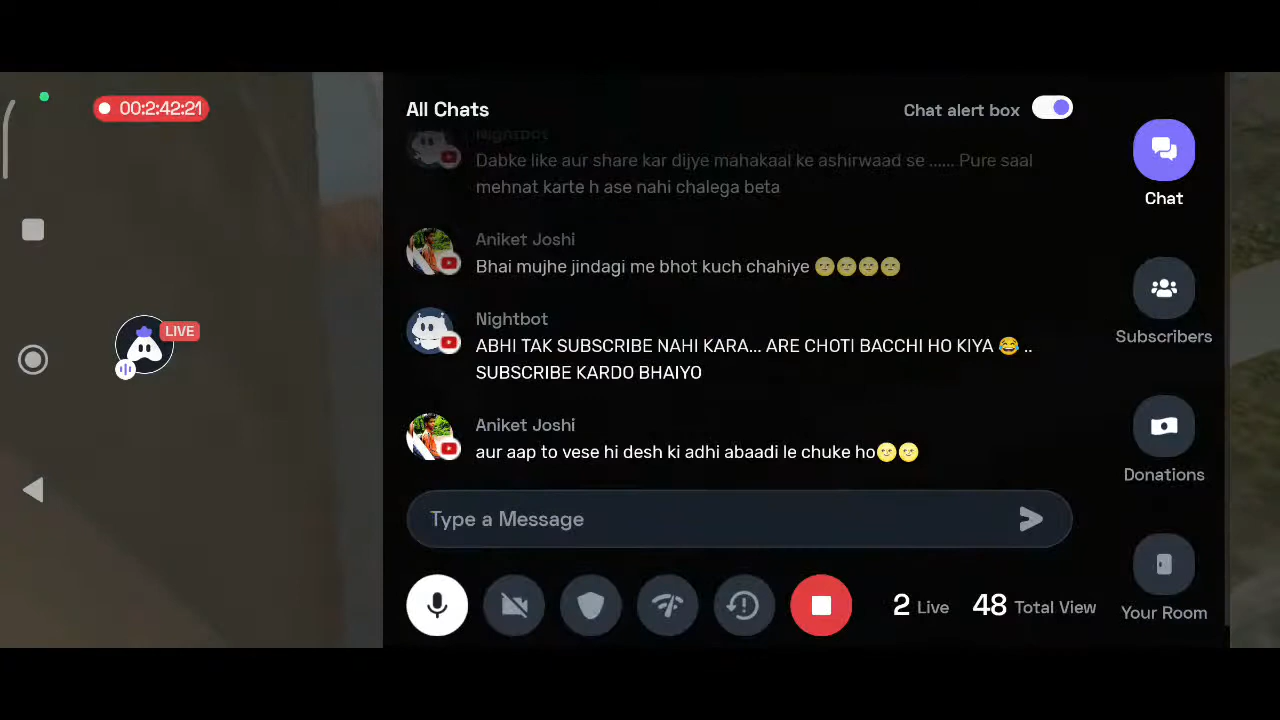 00:2:42:21
All Chats
Chat alert box
Nightbot
Dabke like aur share kar dijye mahakaal ke ashirwaad se ...... Pure saal
mehnat karte h ase nahi chalega beta
Chat
Aniket Joshi
Bhai mujhe jindagi me bhot kuch chahiye 🌝🌝🌝🌝
Nightbot
ABHI TAK SUBSCRIBE NAHI KARA... ARE CHOTI BACCHI HO KIYA 😂 ..
SUBSCRIBE KARDO BHAIYO
LIVE
Subscribers
Aniket Joshi
aur aap to vese hi desh ki adhi abaadi le chuke ho🌝🌝
Donations
Type a Message
2 Live
48 Total View
Your Room